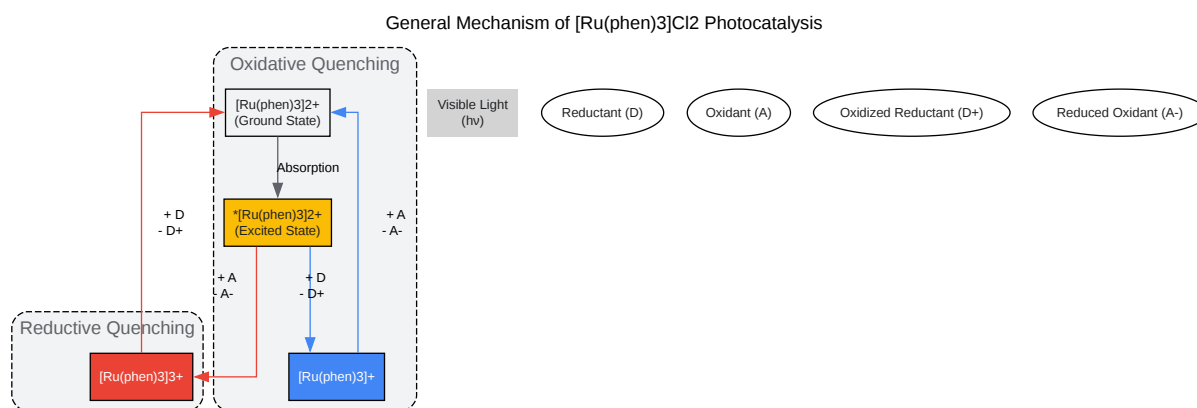 General Mechanism of [Ru(phen)3]Cl2 Photocatalysis
Oxidative Quenching
[Ru(phen)3]2+
(Ground State)
Visible Light
(hν)
Reductant (D)
Oxidant (A)
Oxidized Reductant (D+)
Reduced Oxidant (A-)
Absorption
*[Ru(phen)3]2+
(Excited State)
+ D
- D+
+ A
- A-
+ A
- A-
+ D
- D+
Reductive Quenching
[Ru(phen)3]3+
[Ru(phen)3]+